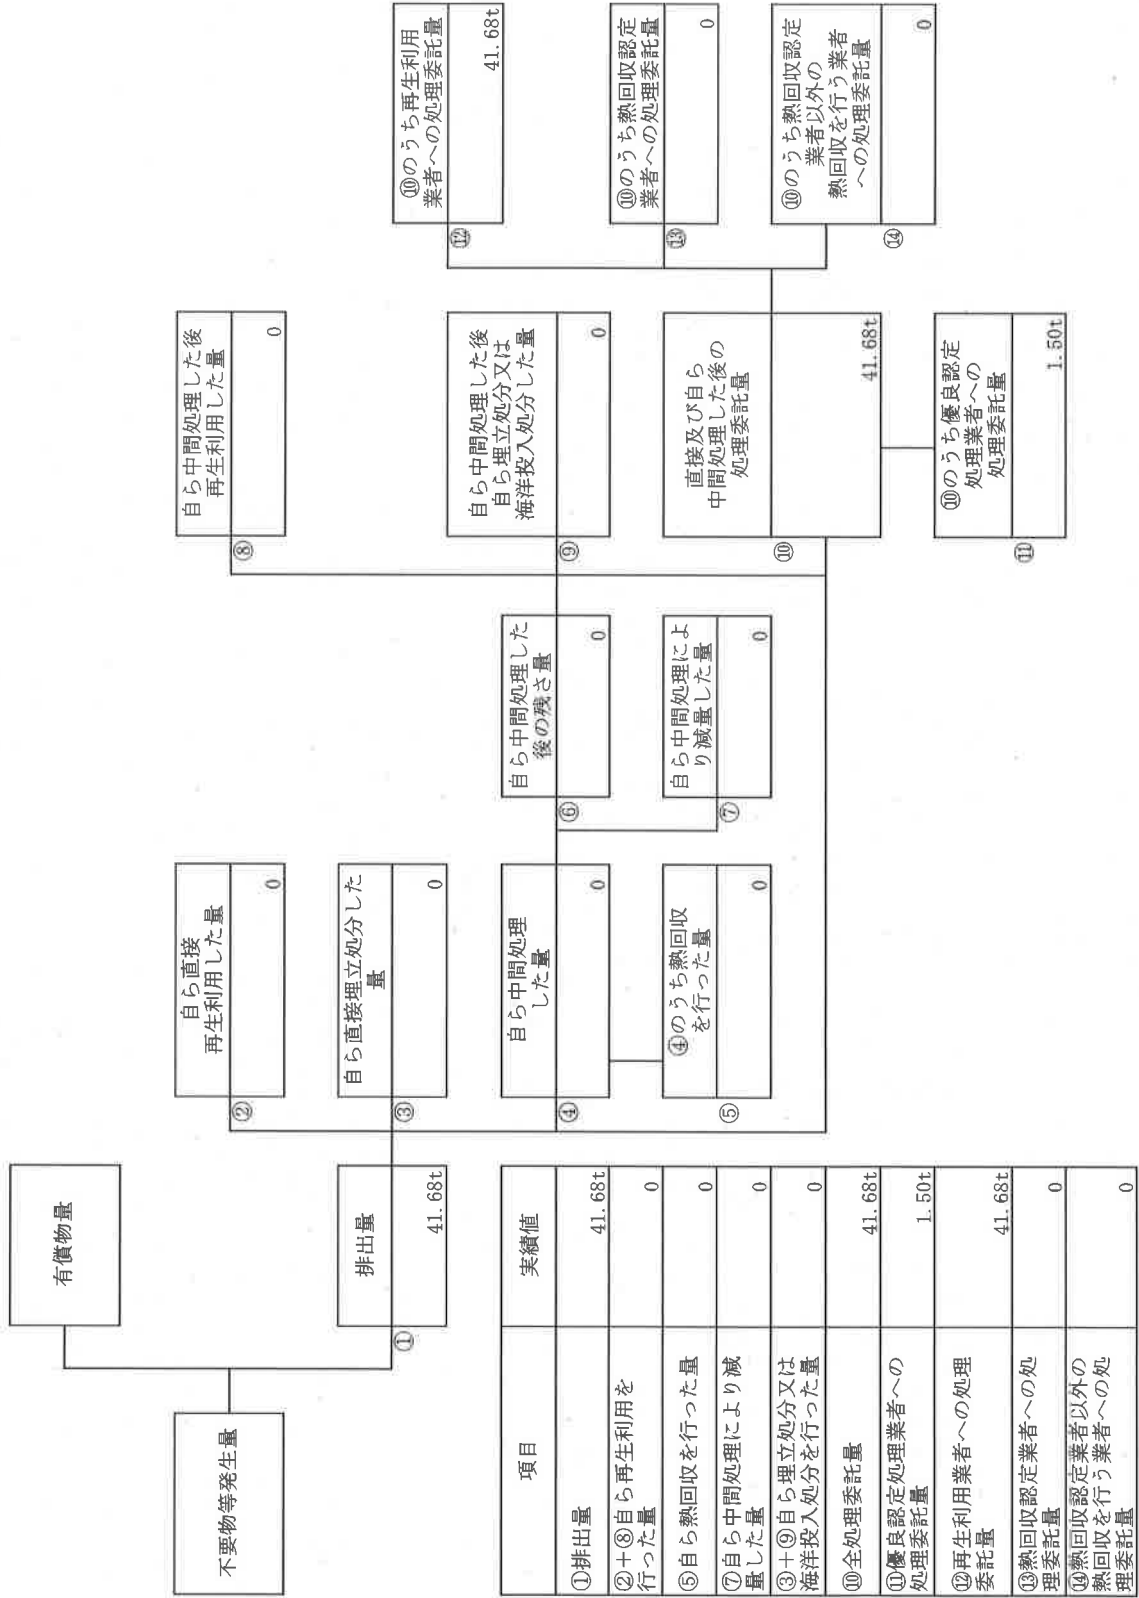 不要物等発生量
有償物量
①
排出量
41.68t
②
自ら直接
再生利用した量
0
③
自ら直接埋立処分した
量
0
④
自ら中間処理
した量
0
⑤
④のうち熱回収
を行った量
0
⑥
自ら中間処理した
後の残さ量
0
⑦
自ら中間処理によ
り減量した量
0
⑧
自ら中間処理した後
再生利用した量
0
⑨
自ら中間処理した後
自ら埋立処分又は
海洋投入処分した量
0
⑩
直接及び自ら
中間処理した後の
処理委託量
41.68t
⑪
⑩のうち優良認定
処理業者への
処理委託量
1.50t
⑫
⑩のうち再生利用
業者への処理委託量
41.68t
⑬
⑩のうち熱回収認定
業者への処理委託量
0
⑭
⑩のうち熱回収認定
業者以外の
熱回収を行う業者
への処理委託量
0
項目 実績値
①排出量 41.68t
②+⑧自ら再生利用を
行った量 0
⑤自ら熱回収を行った量 0
⑦自ら中間処理により減
量した量 0
③+⑨自ら埋立処分又は
海洋投入処分を行った量 0
⑩全処理委託量 41.68t
⑪優良認定処理業者への
処理委託量 1.50t
⑫再生利用業者への処理
委託量 41.68t
⑬熱回収認定業者への処
理委託量 0
⑭熱回収認定業者以外の
熱回収を行う業者への処
理委託量 0